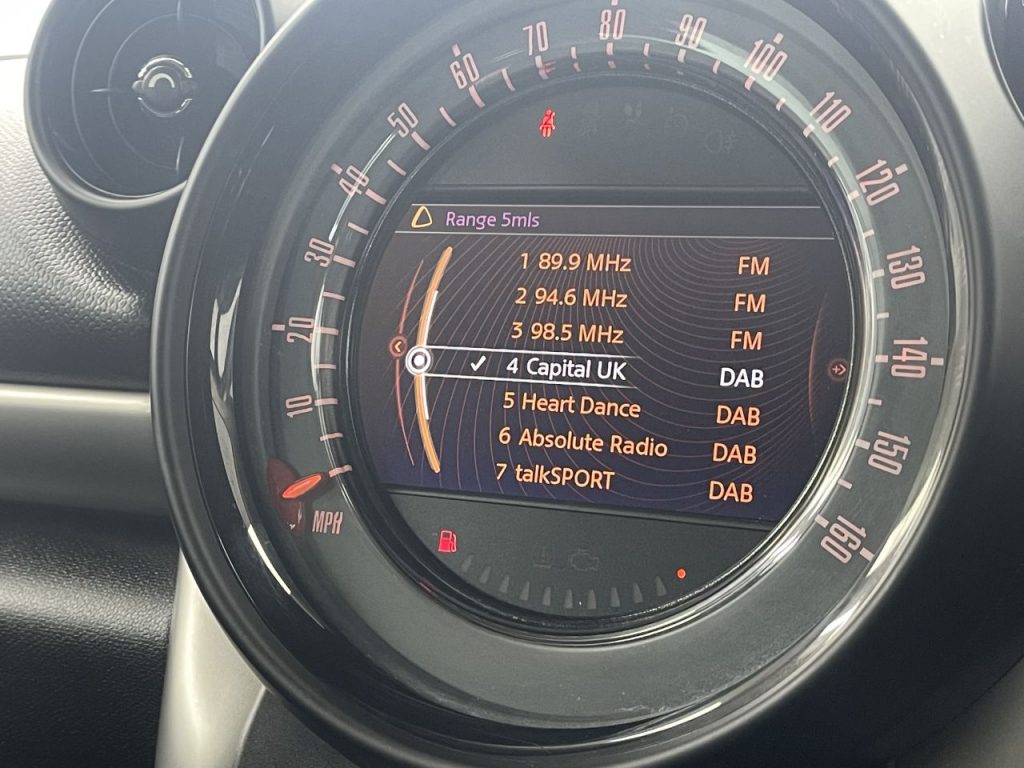 10
20
30
40
50
60
70
80
90
100
110
120
130
140
150
160
MPH
Range 5mls
1 89.9 MHz FM
2 94.6 MHz FM
3 98.5 MHz FM
4 Capital UK DAB
5 Heart Dance DAB
6 Absolute Radio DAB
7 talkSPORT DAB